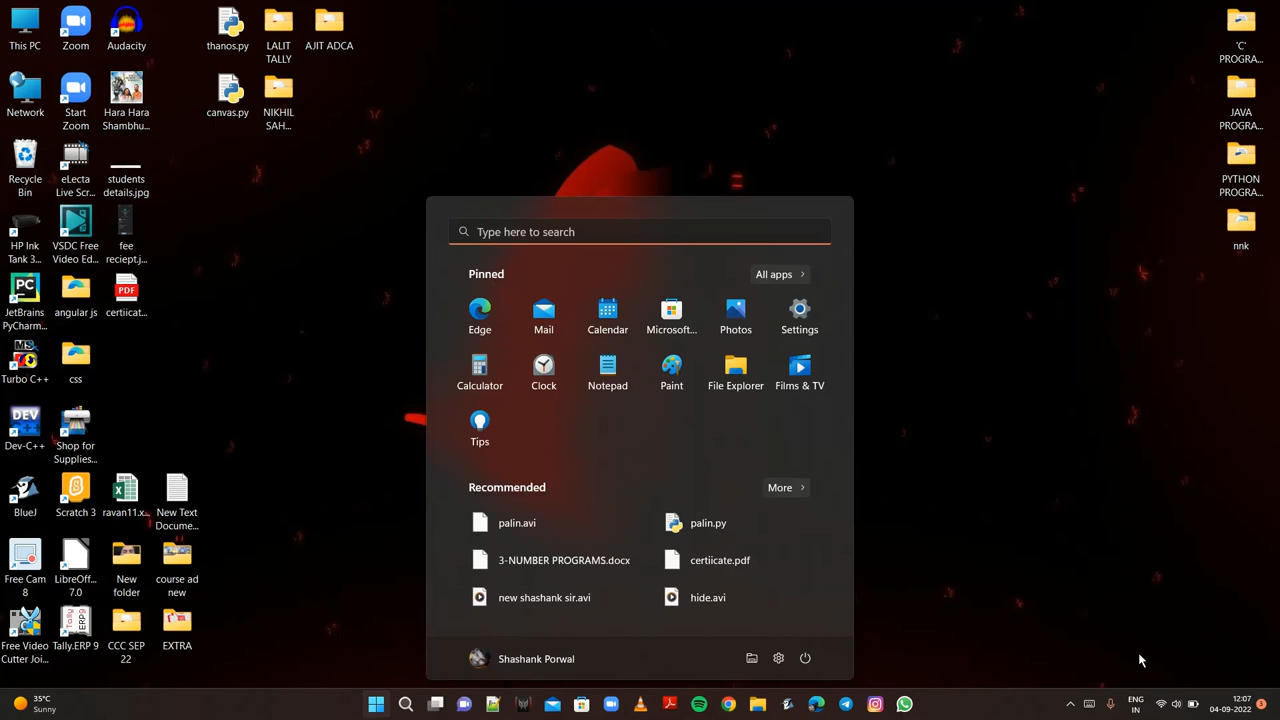 This PC
Zoom
Audacity
thanos.py
LALIT
TALLY
AJIT ADCA
'C'
PROGRA...
Network
Start
Zoom
Hara Hara
Shambhu...
canvas.py
NIKHIL
SAH...
JAVA
PROGRA...
Recycle
Bin
eLecta
Live Scr...
students
details.jpg
PYTHON
PROGRA...
HP Ink
Tank 3...
VSDC Free
Video Ed...
fee
reciept.j...
nnk
JetBrains
PyCharm...
angular js
certiicat...
Turbo C++
css
Dev-C++
Shop for
Supplies...
BlueJ
Scratch 3
ravan11.x...
New Text
Docume...
Free Cam
8
LibreOff...
7.0
New
folder
course ad
new
Free Video
Cutter Joi...
Tally.ERP 9
CCC SEP
22
EXTRA
Type here to search
Pinned
All apps
Edge
Mail
Calendar
Microsoft...
Photos
Settings
Calculator
Clock
Notepad
Paint
File Explorer
Films & TV
Tips
Recommended
More
palin.avi
palin.py
3-NUMBER PROGRAMS.docx
certiicate.pdf
new shashank sir.avi
hide.avi
Shashank Porwal
35°C
Sunny
ENG
IN
12:07
04-09-2022
3